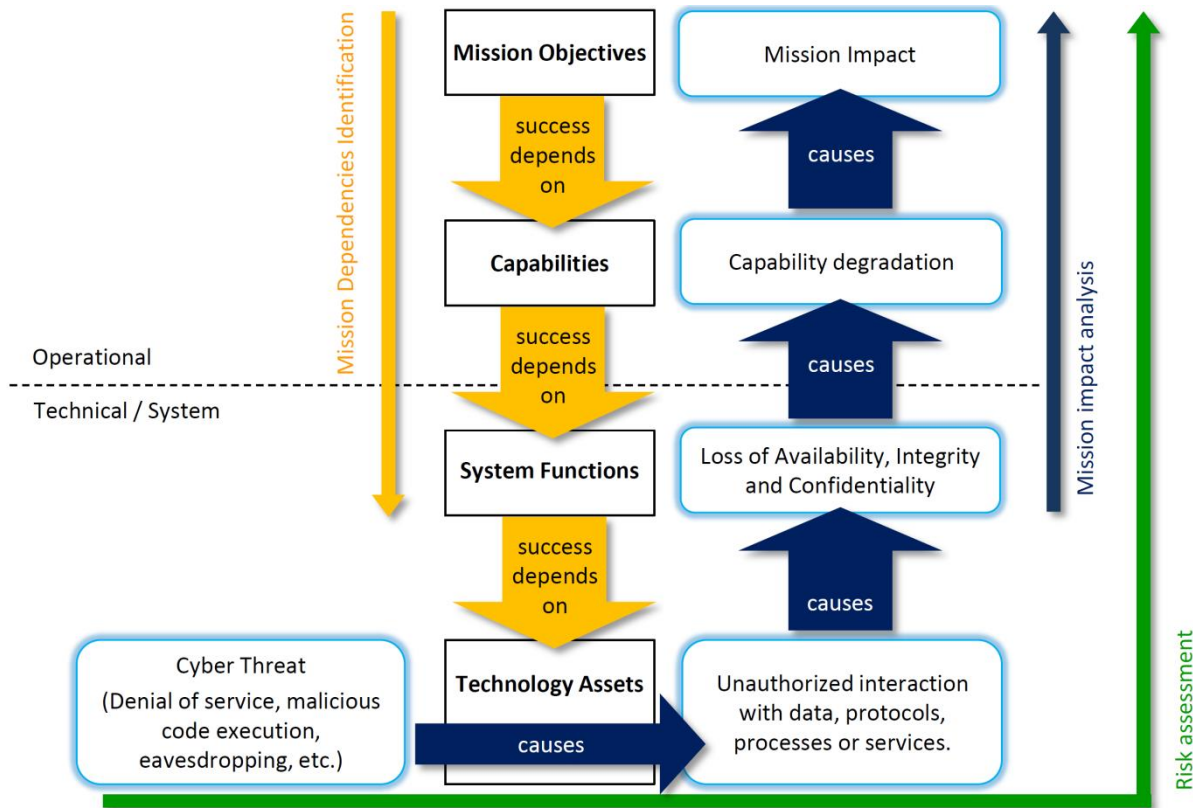 Mission Objectives
Mission Impact
success
depends
on
causes
Mission Dependencies Identification
Capabilities
Capability degradation
success
depends
on
causes
Operational
Technical / System
System Functions
Loss of Availability, Integrity
and Confidentiality
Mission impact analysis
success
depends
on
causes
Cyber Threat
(Denial of service, malicious
code execution,
eavesdropping, etc.)
Technology Assets
causes
Unauthorized interaction
with data, protocols,
processes or services.
Risk assessment